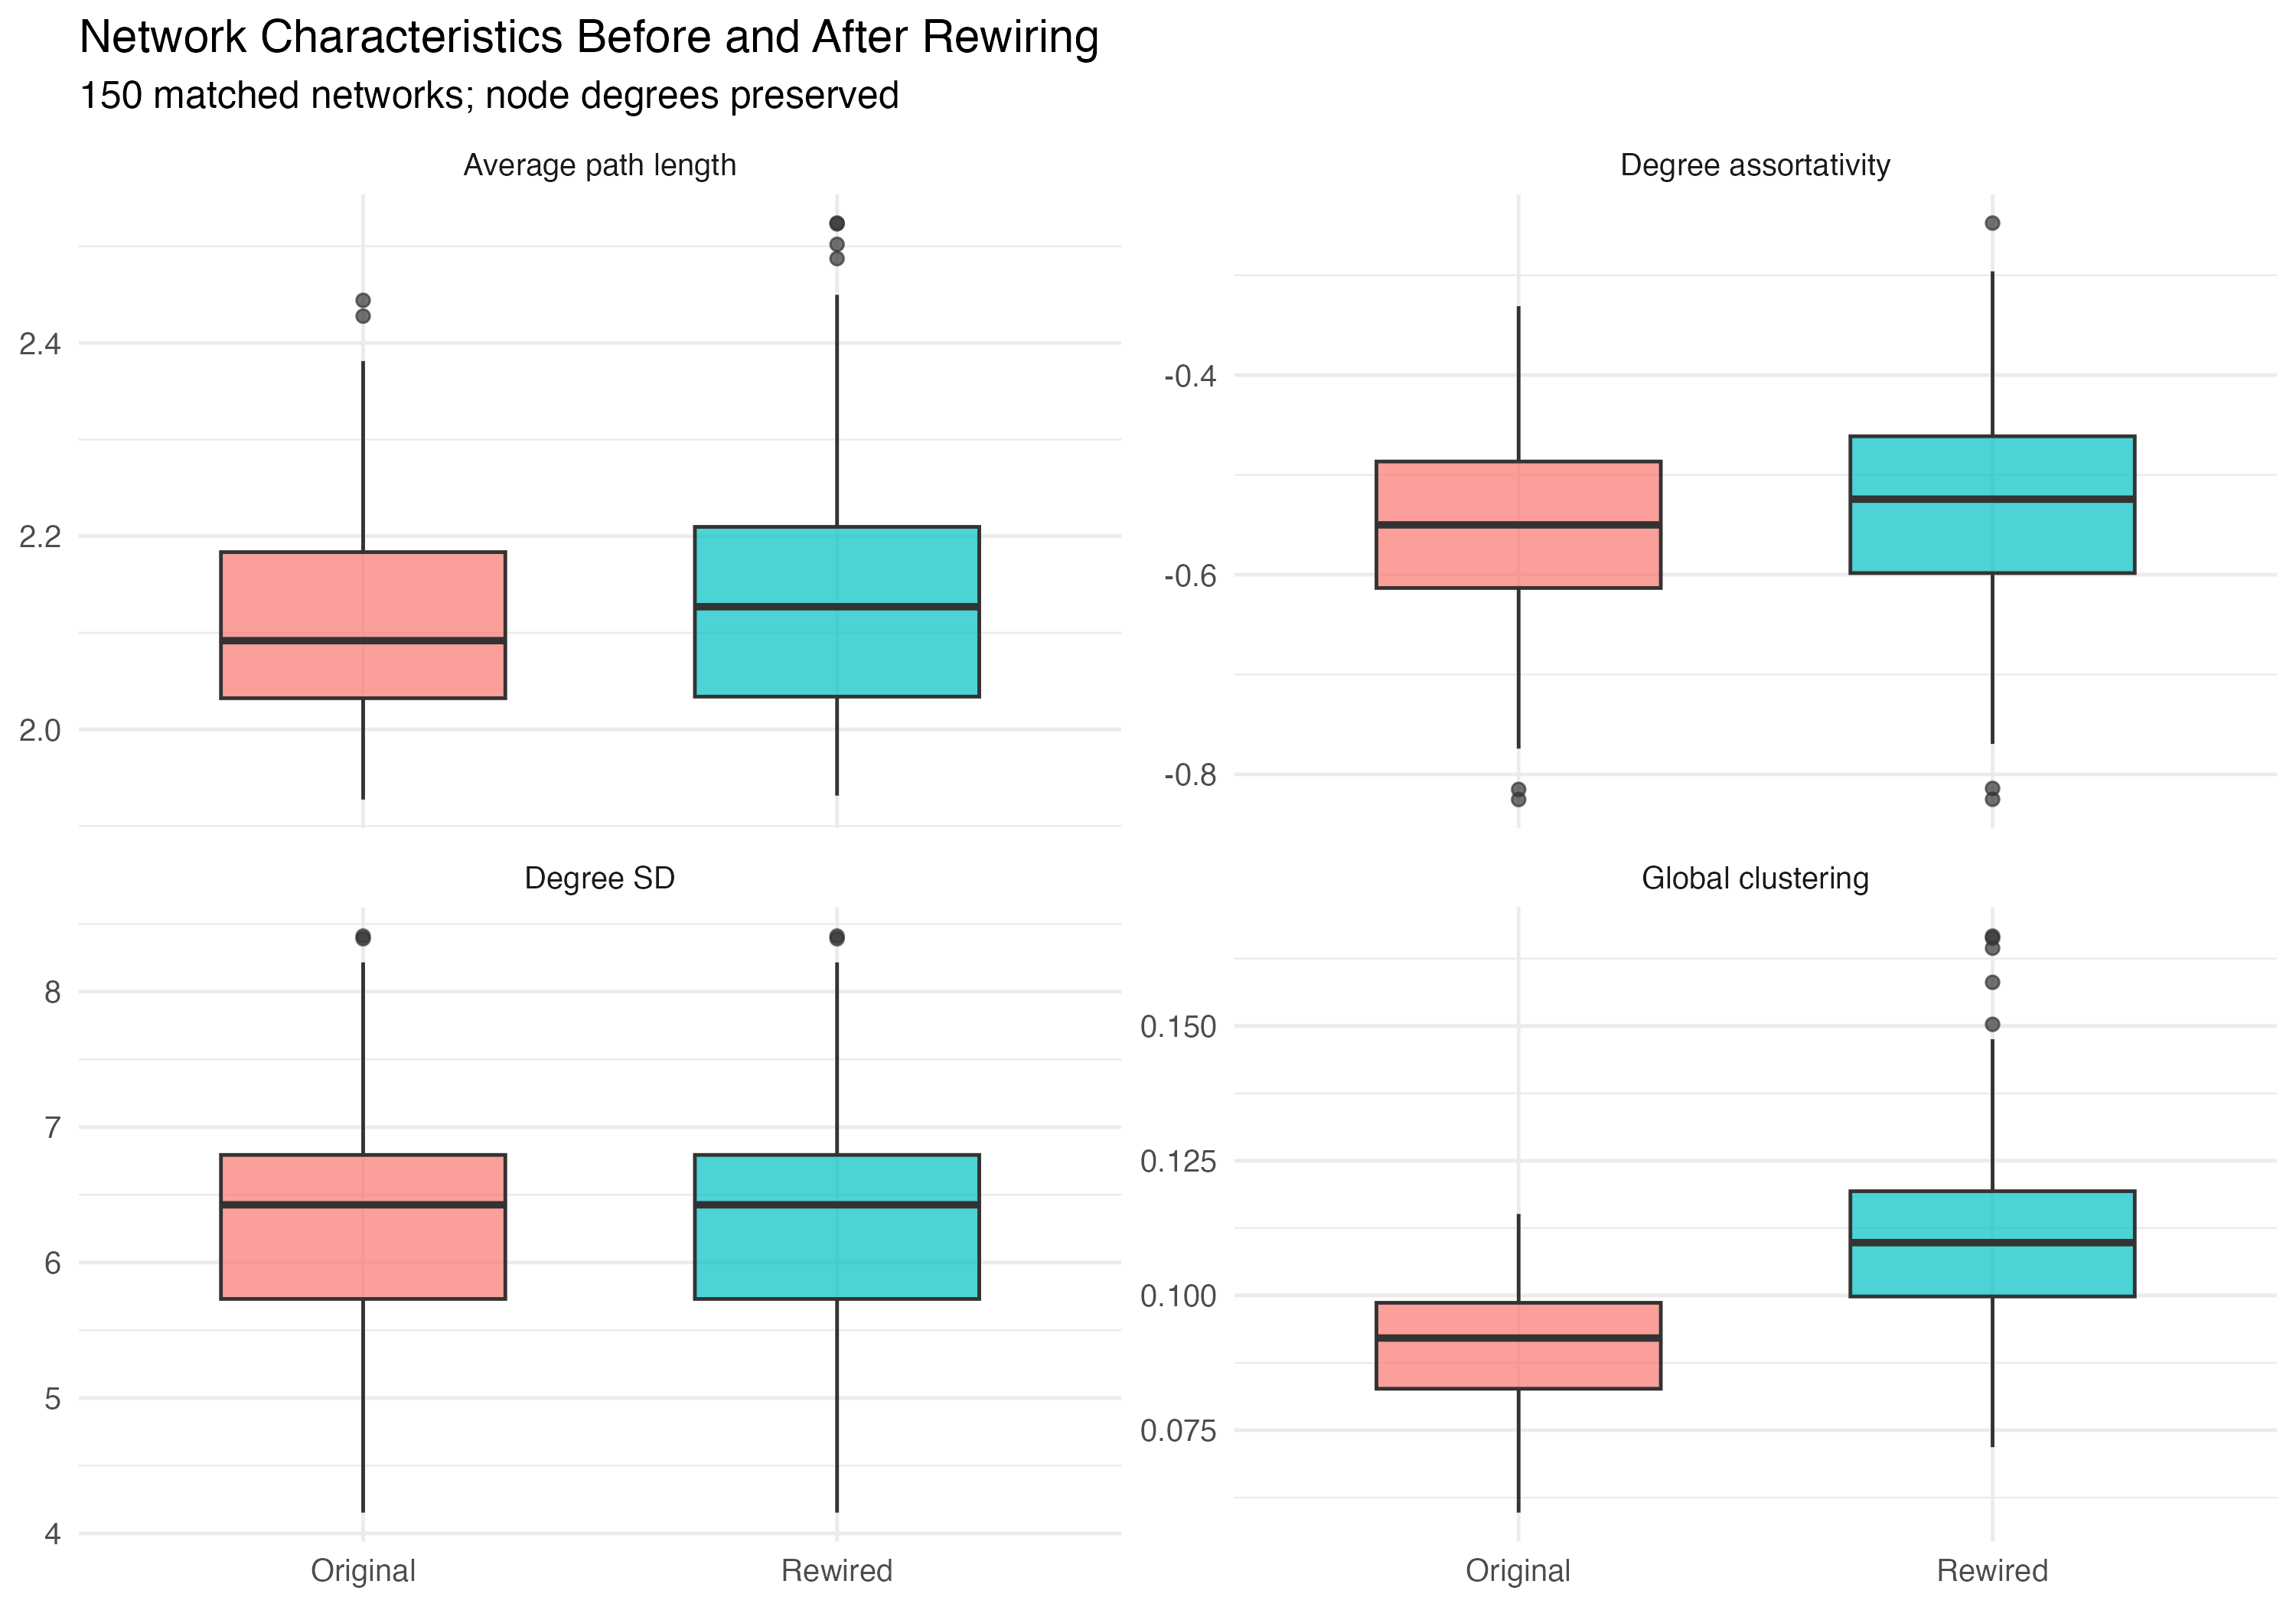 Network Characteristics Before and After Rewiring
150 matched networks; node degrees preserved
Average path length
2.4
2.2
2.0
Degree assortativity
-0.4
-0.6
-0.8
Degree SD
8
7
6
5
4
Original
Rewired
Global clustering
0.150
0.125
0.100
0.075
Original
Rewired